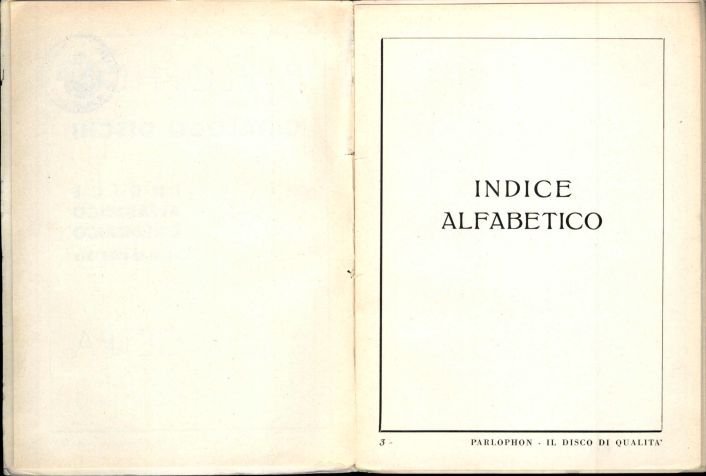 INDICE
ALFABETICO
3 - PARLOPHON - IL DISCO DI QUALITA'